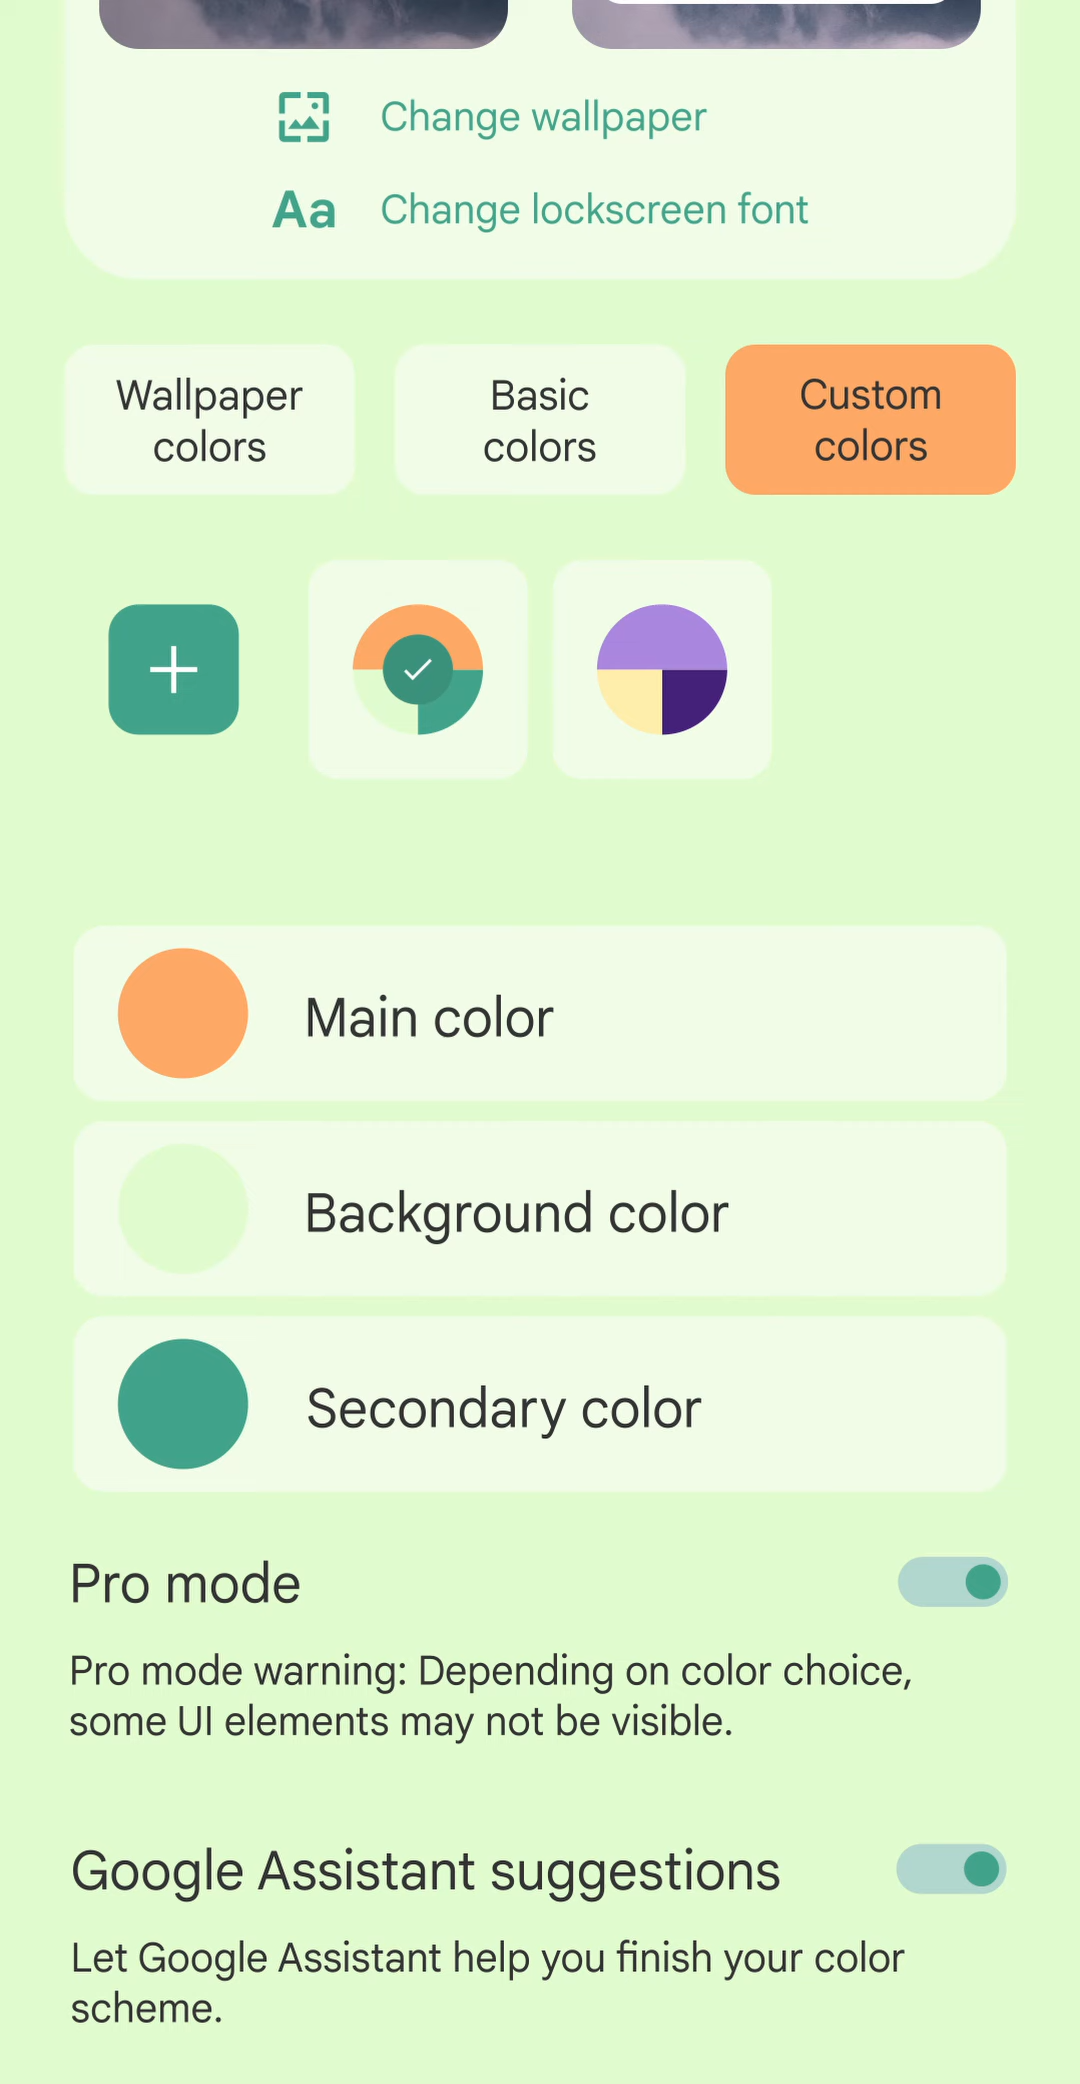 Change wallpaper
Aa Change lockscreen font
Wallpaper
colors
Basic
colors
Custom
colors
Main color
Background color
Secondary color
Pro mode
Pro mode warning: Depending on color choice,
some UI elements may not be visible.
Google Assistant suggestions
Let Google Assistant help you finish your color
scheme.